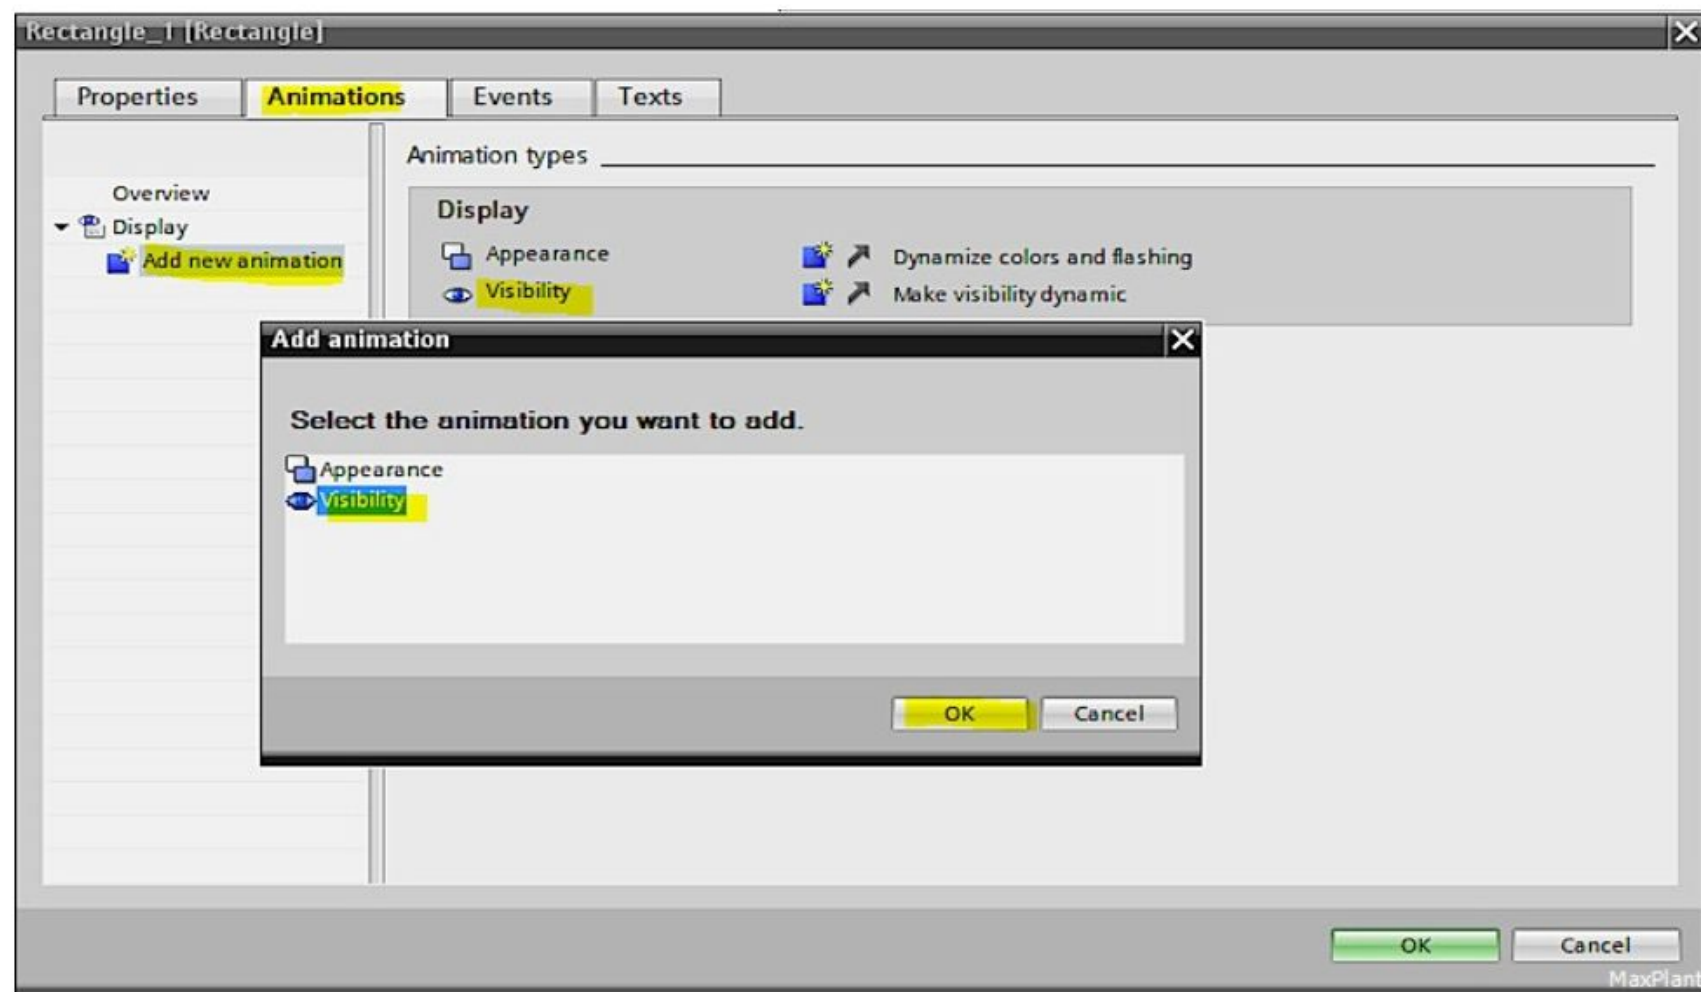 Rectangle_1 [Rectangle]
Properties
Animations
Events
Texts
Animation types
Overview
Display
Add new animation
Display
Appearance
Dynamize colors and flashing
Visibility
Make visibility dynamic
Add animation
Select the animation you want to add.
Appearance
Visibility
OK
Cancel
OK
Cancel
MaxPlant